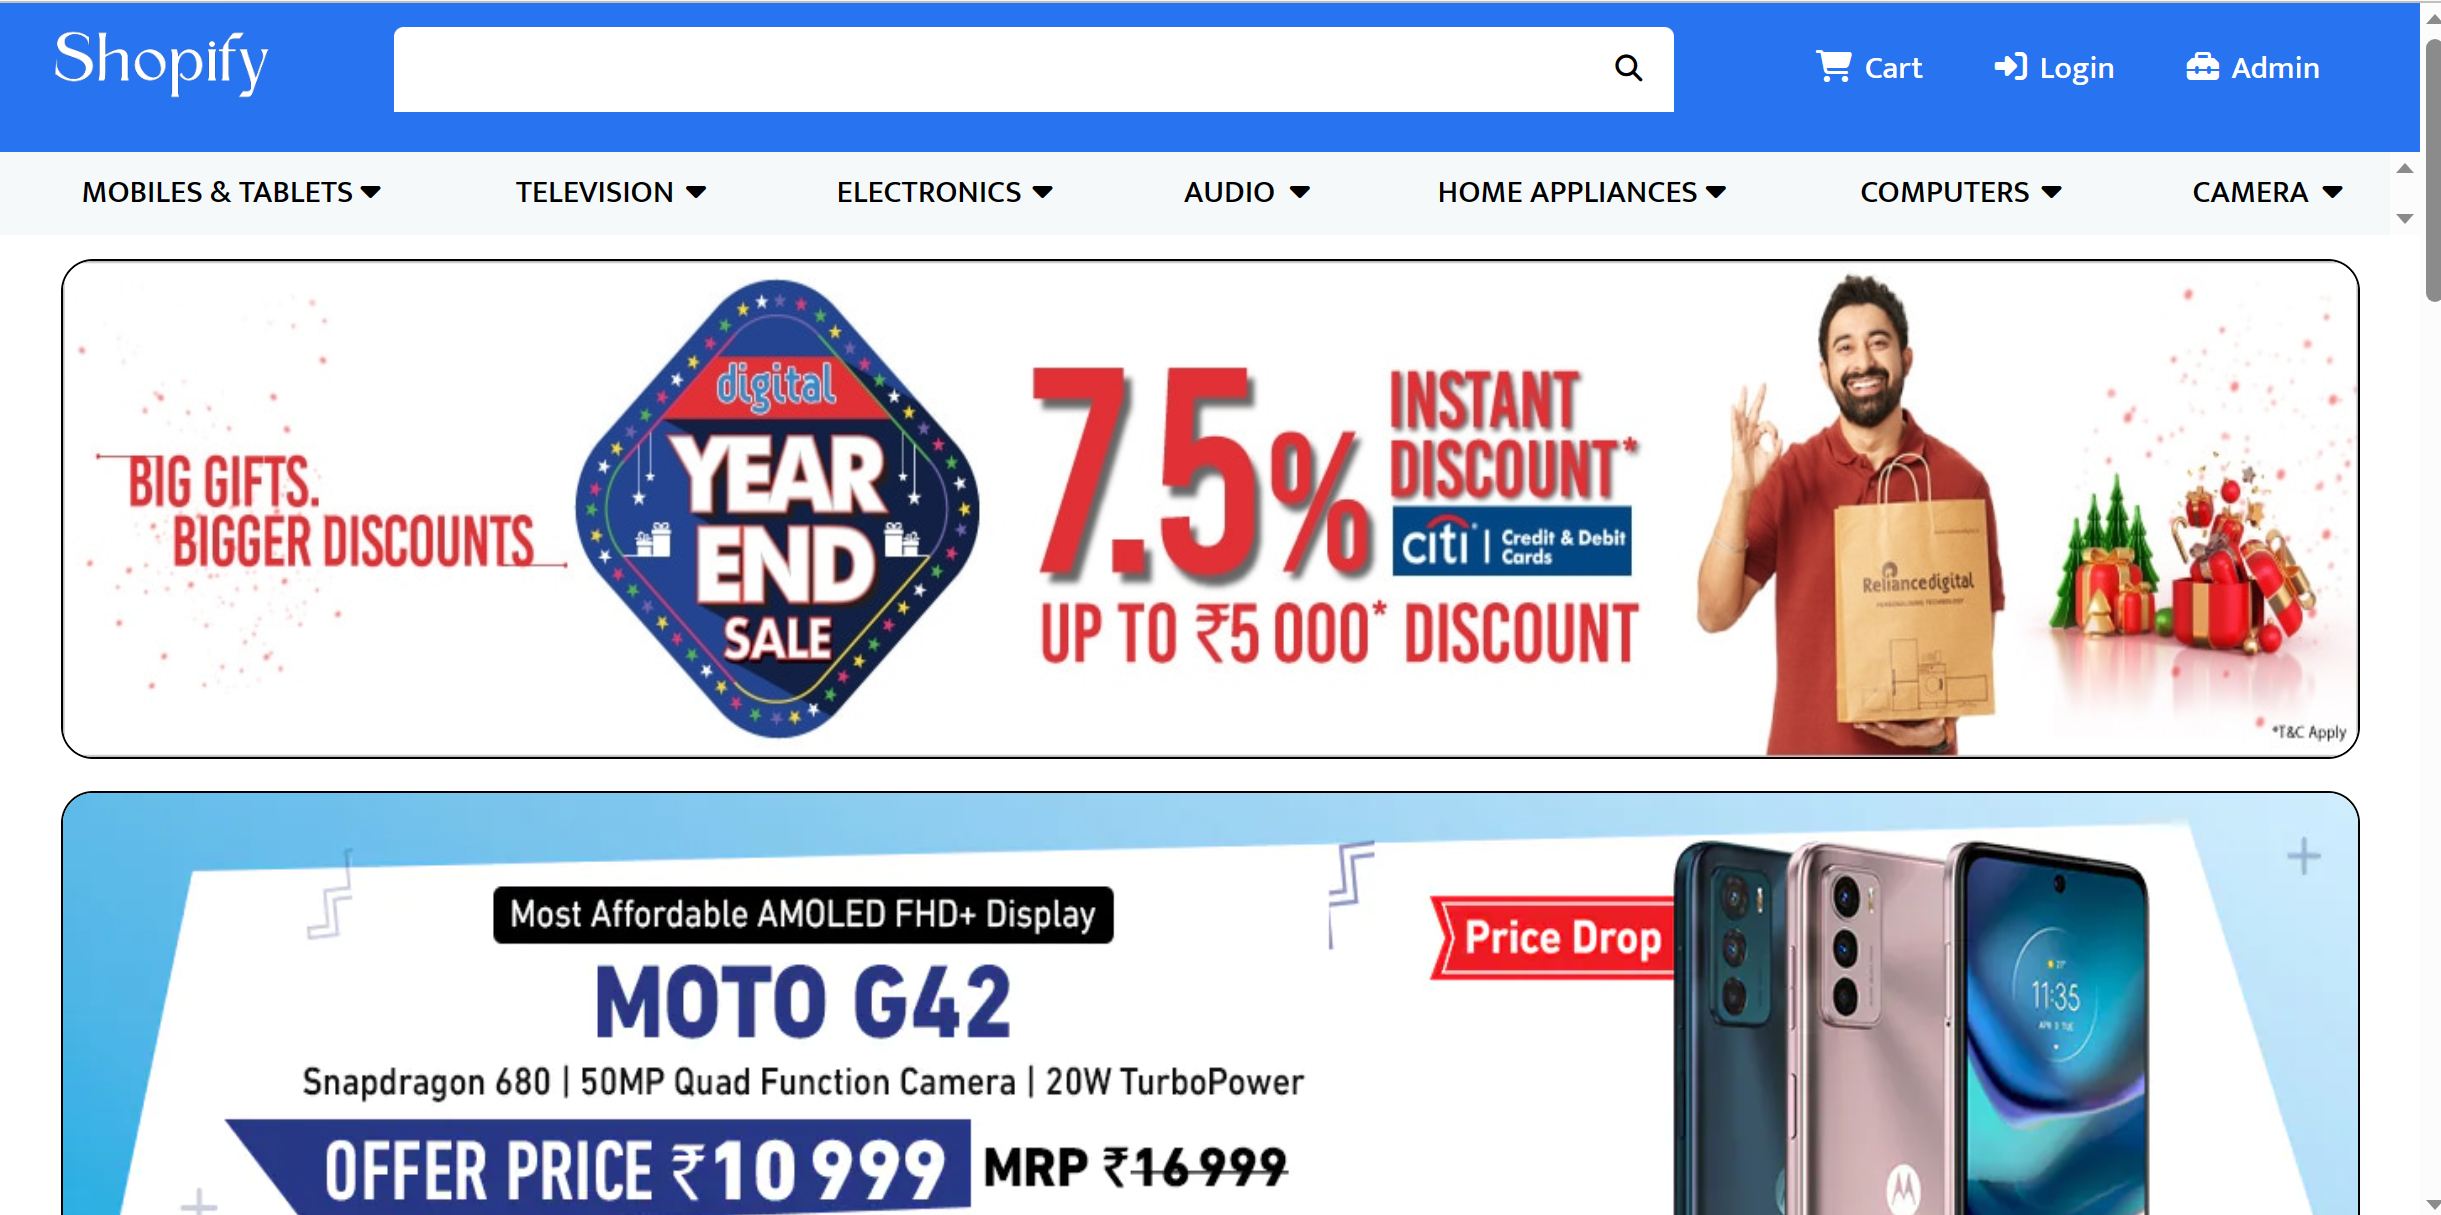 Shopify
Cart
Login
Admin
MOBILES & TABLETS
TELEVISION
ELECTRONICS
AUDIO
HOME APPLIANCES
COMPUTERS
CAMERA
BIG GIFTS.
BIGGER DISCOUNTS
digital
YEAR
END
SALE
7.5%
INSTANT
DISCOUNT*
citi | Credit & Debit
Cards
UP TO ₹5 000* DISCOUNT
Reliance digital
PERSONALISING TECHNOLOGY
*T&C Apply
Most Affordable AMOLED FHD+ Display
MOTO G42
Snapdragon 680 | 50MP Quad Function Camera | 20W TurboPower
OFFER PRICE ₹10 999
MRP ₹16 999
Price Drop
11:35